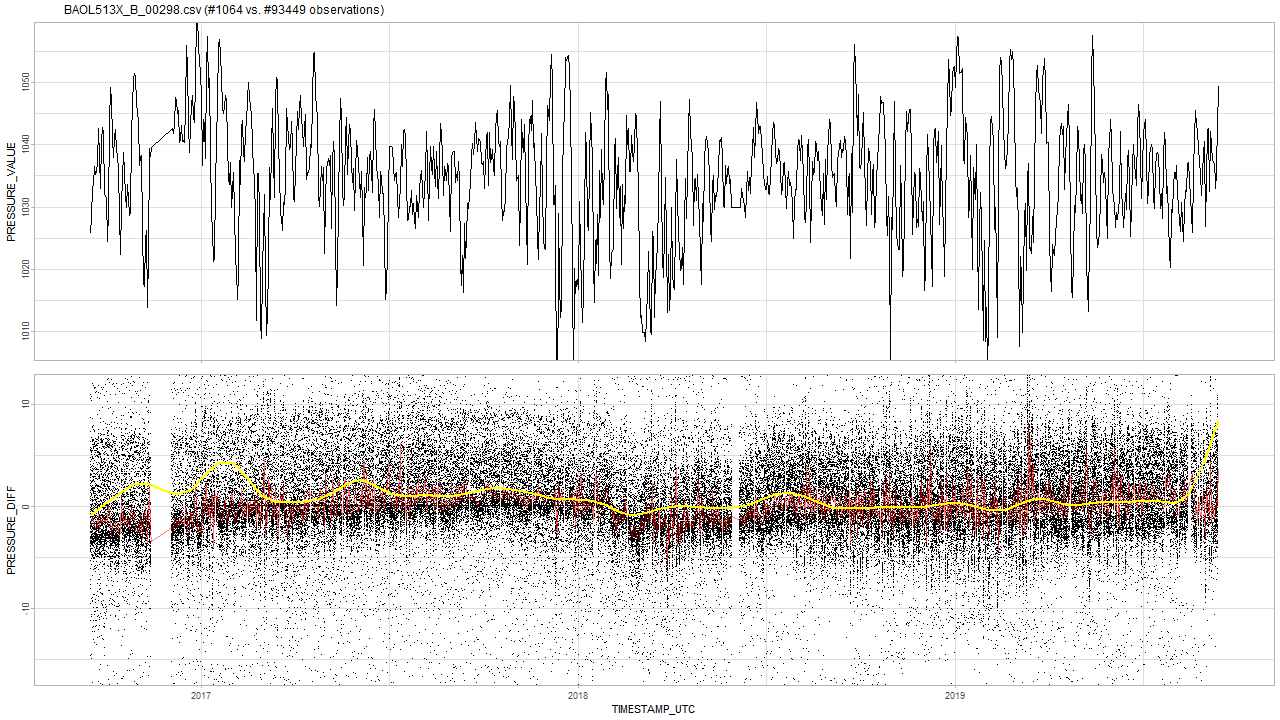 BAOL513X_B_00298.csv (#1064 vs. #93449 observations)
PRESSURE_VALUE
1050
1040
1030
1020
1010
PRESSURE_DIFF
10
0
-10
2017
2018
2019
TIMESTAMP_UTC